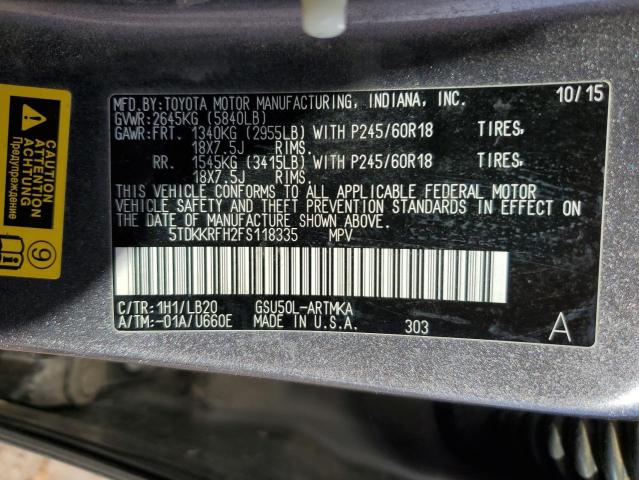 MFD.BY:TOYOTA MOTOR MANUFACTURING, INDIANA, INC. 10/15
GVWR:2645KG (5840LB)
GAWR:FRT. 1340KG (2955LB) WITH P245/60R18 TIRES,
18X7.5J RIMS.
RR. 1545KG (3415LB) WITH P245/60R18 TIRES,
18X7.5J RIMS.
THIS VEHICLE CONFORMS TO ALL APPLICABLE FEDERAL MOTOR
VEHICLE SAFETY AND THEFT PREVENTION STANDARDS IN EFFECT ON
THE DATE OF MANUFACTURE SHOWN ABOVE.
5TDKKRFH2FS118335 MPV
C/TR:1H1/LB20 GSU50L-ARTMKA
A/TM:-01A/U660E MADE IN U.S.A. 303 A
CAUTION
ATTENTION
ACHTUNG
Предупреждение
9